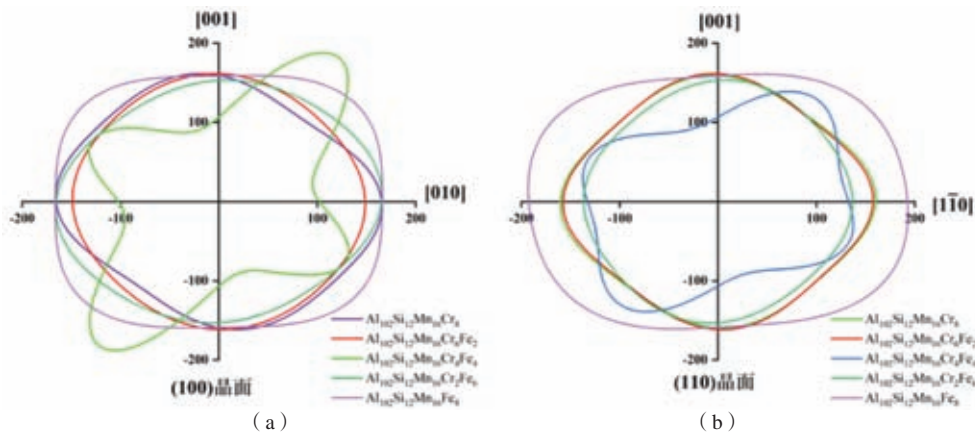 [001]
200
100
[010]
-200
-100
100
200
-100
-200
Al₁₀₂Si₁₂Mn₁₆Cr₈
Al₁₀₂Si₁₂Mn₁₆Cr₆Fe₂
Al₁₀₂Si₁₂Mn₁₆Cr₄Fe₄
Al₁₀₂Si₁₂Mn₁₆Cr₂Fe₆
Al₁₀₂Si₁₂Mn₁₆Fe₈
(100)晶面
(a)
[001]
200
100
[11̄0]
-200
-100
100
200
-100
-200
Al₁₀₂Si₁₂Mn₁₆Cr₈
Al₁₀₂Si₁₂Mn₁₆Cr₆Fe₂
Al₁₀₂Si₁₂Mn₁₆Cr₄Fe₄
Al₁₀₂Si₁₂Mn₁₆Cr₂Fe₆
Al₁₀₂Si₁₂Mn₁₆Fe₈
(110)晶面
(b)